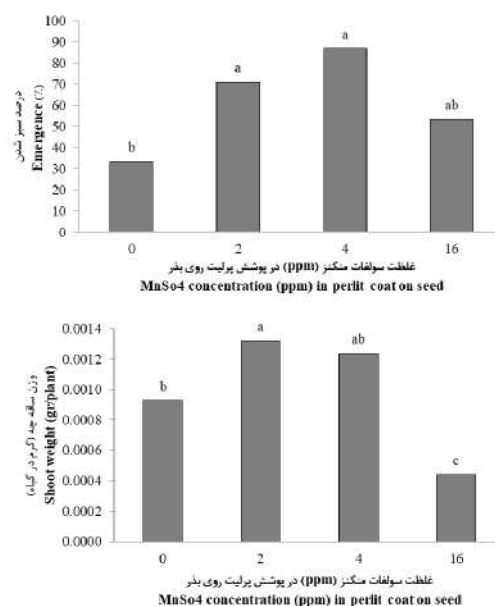 درصد سبز شدن
Emergence (٪)
100
90
80
70
60
50
40
30
20
10
0
b
a
a
ab
0
2
4
16
غلظت سولفات منگنز (ppm) در پوشش پرلیت روی بذر
MnSo4 concentration (ppm) in perlit coat on seed
وزن ساقه چه (گرم در گیاه)
Shoot weight (gr/plant)
0.0014
0.0012
0.0010
0.0008
0.0006
0.0004
0.0002
0.0000
b
a
ab
c
0
2
4
16
غلظت سولفات منگنز (ppm) در پوشش پرلیت روی بذر
MnSo4 concentration (ppm) in perlit coat on seed